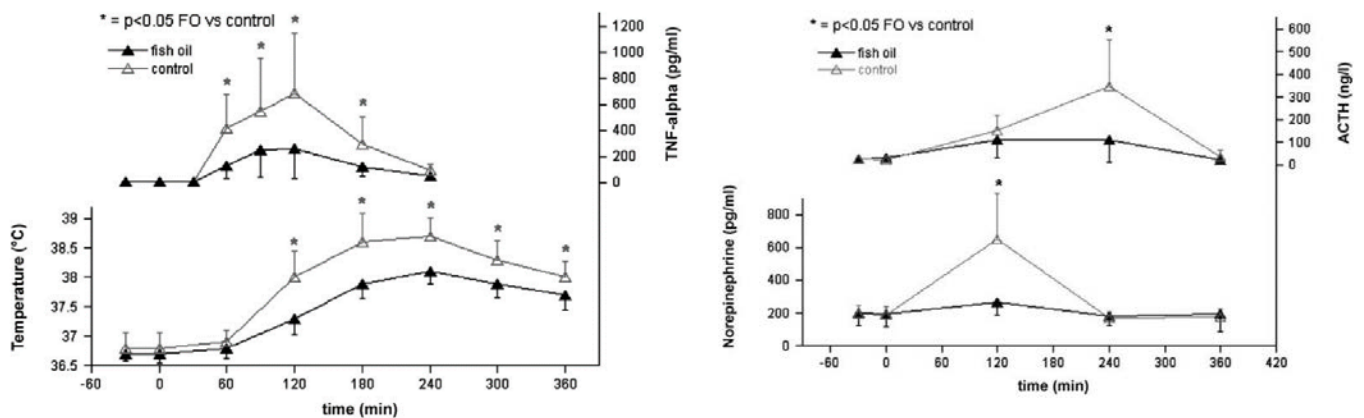 * = p<0.05 FO vs control
fish oil
control
* * * *
1200
1000
800
600
400
200
0
TNF-alpha (pg/ml)
* * * * *
39
38.5
38
37.5
37
36.5
Temperature (°C)
-60 0 60 120 180 240 300 360
time (min)
* = p<0.05 FO vs control
fish oil
control
*
600
500
400
300
200
100
0
ACTH (ng/l)
*
800
600
400
200
0
Norepinephrine (pg/ml)
-60 0 120 240 360 420
time (min)